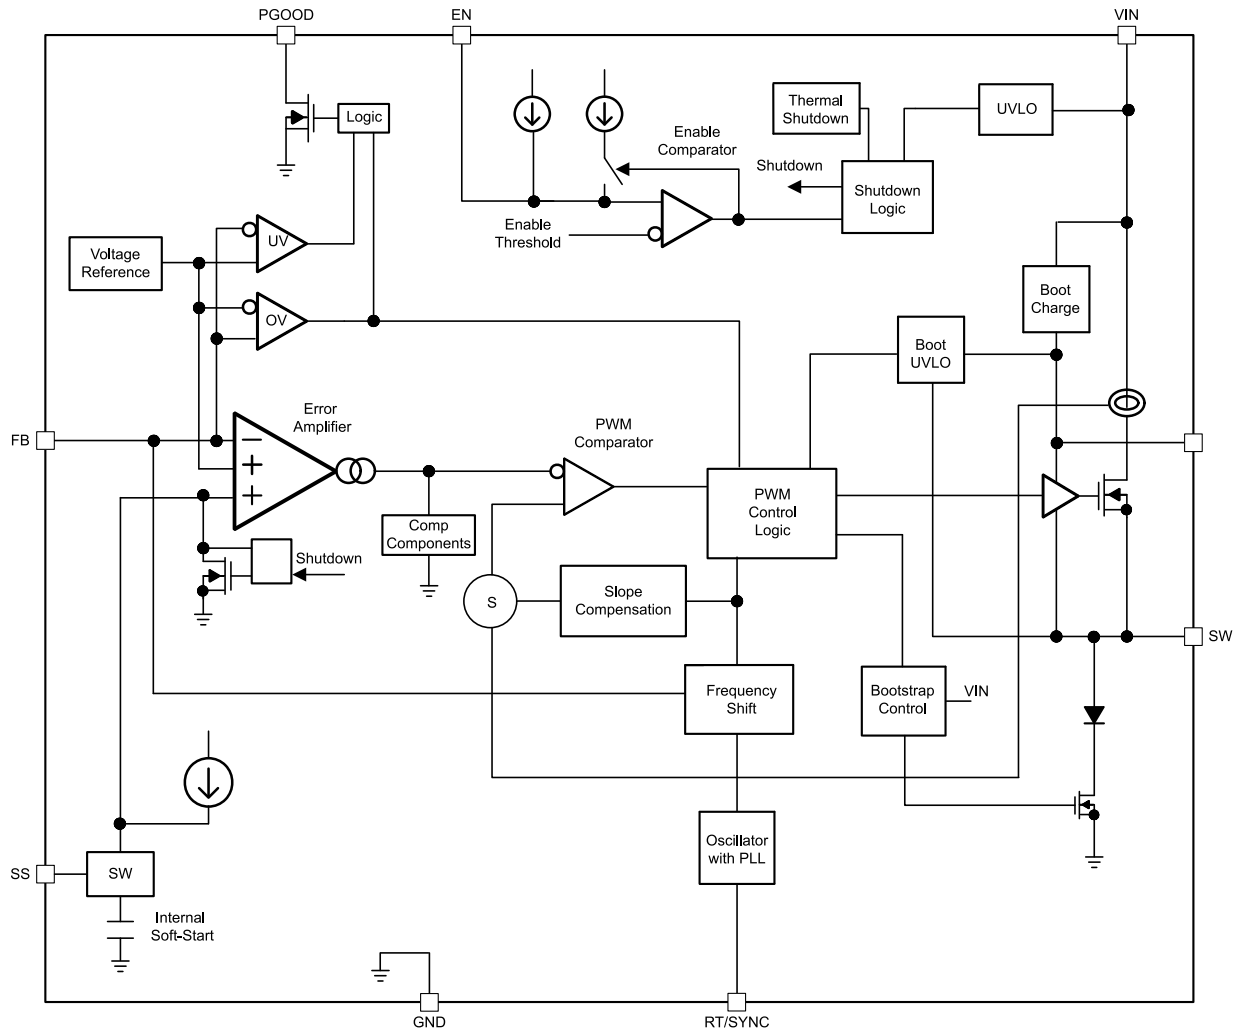 PGOOD
EN
VIN
Thermal
Shutdown
UVLO
Logic
Enable
Comparator
Shutdown
Shutdown
Logic
Enable
Threshold
UV
Voltage
Reference
Boot
Charge
OV
Boot
UVLO
Error
Amplifier
PWM
Comparator
FB
−
+
+
PWM
Control
Logic
Comp
Components
Shutdown
S
Slope
Compensation
SW
Frequency
Shift
Bootstrap
Control
VIN
Oscillator
with PLL
SS
SW
Internal
Soft-Start
GND
RT/SYNC